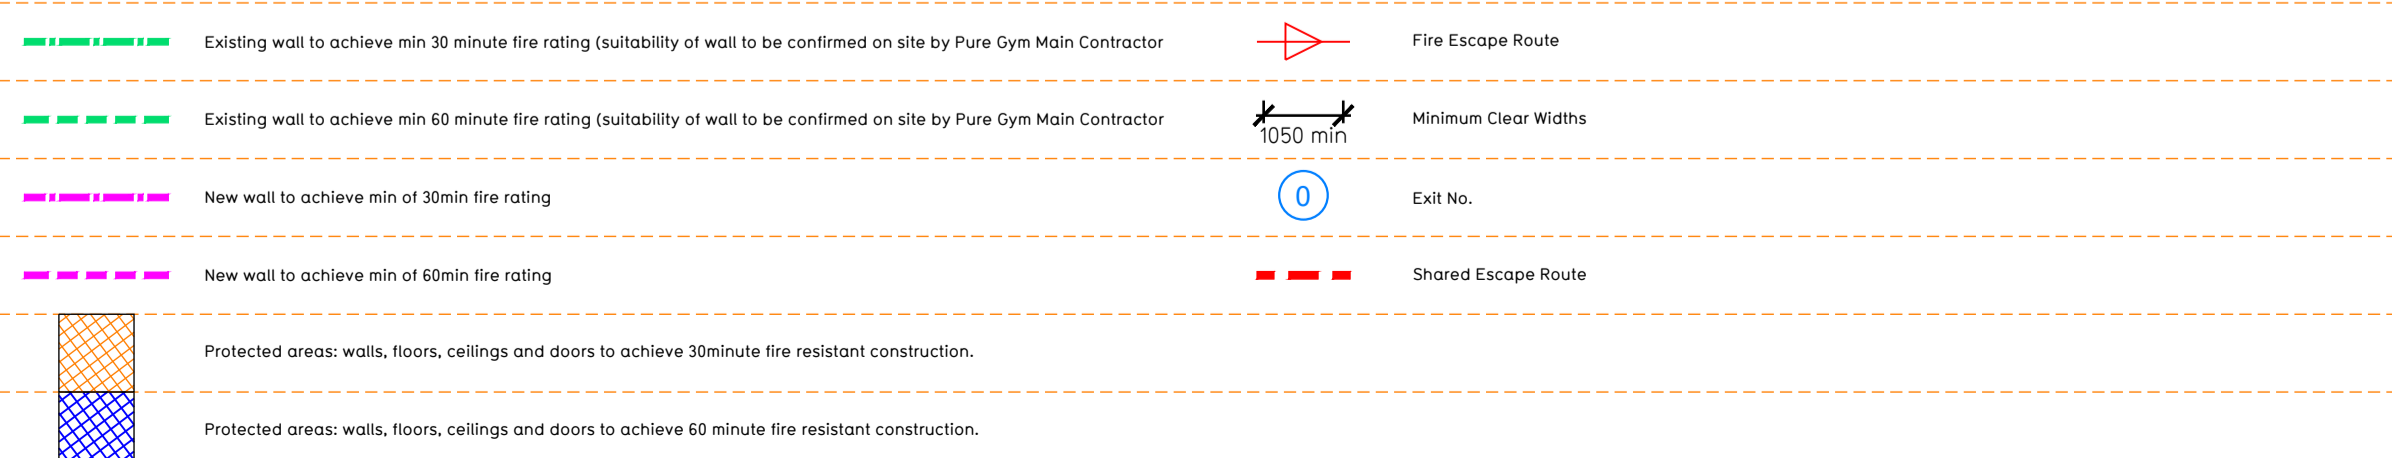 Existing wall to achieve min 30 minute fire rating (suitability of wall to be confirmed on site by Pure Gym Main Contractor
Fire Escape Route
Existing wall to achieve min 60 minute fire rating (suitability of wall to be confirmed on site by Pure Gym Main Contractor
1050 min
Minimum Clear Widths
New wall to achieve min of 30min fire rating
0
Exit No.
New wall to achieve min of 60min fire rating
Shared Escape Route
Protected areas: walls, floors, ceilings and doors to achieve 30minute fire resistant construction.
Protected areas: walls, floors, ceilings and doors to achieve 60 minute fire resistant construction.